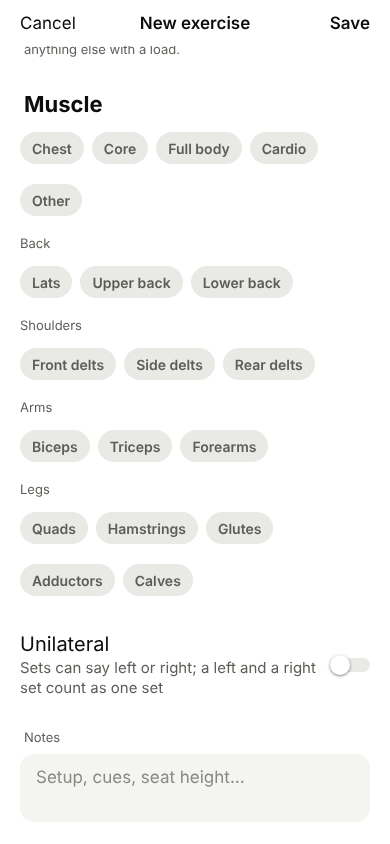 Cancel New exercise Save
anything else with a load.
Muscle
Chest Core Full body Cardio
Other
Back
Lats Upper back Lower back
Shoulders
Front delts Side delts Rear delts
Arms
Biceps Triceps Forearms
Legs
Quads Hamstrings Glutes
Adductors Calves
Unilateral
Sets can say left or right; a left and a right
set count as one set
Notes
Setup, cues, seat height...